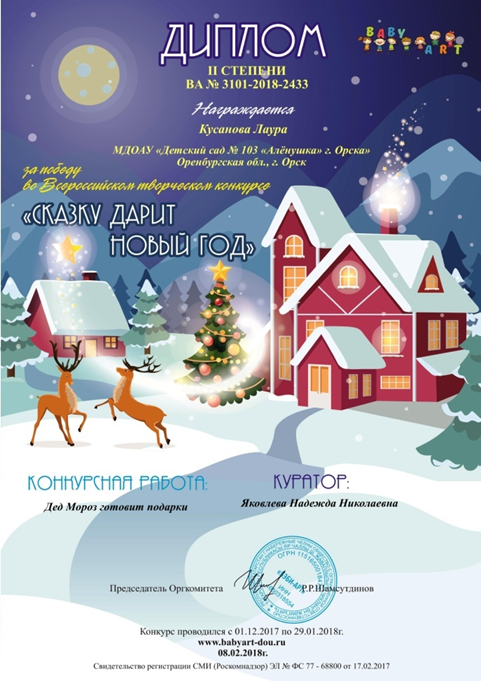 ДИПЛОМ
BABY
ART
II СТЕПЕНИ
ВА № 3101-2018-2433
Награждается
Кусанова Лаура
МДОАУ «Детский сад № 103 «Алёнушка» г. Орска»
Оренбургская обл., г. Орск
за победу
во Всероссийском творческом конкурсе
«СКАЗКУ ДАРИТ
НОВЫЙ ГОД»
КОНКУРСНАЯ РАБОТА:
Дед Мороз готовит подарки
КУРАТОР:
Яковлева Надежда Николаевна
Председатель Оргкомитета
Р.Р.Шамсутдинов
Конкурс проводился с 01.12.2017 по 29.01.2018г.
www.babyart-dou.ru
08.02.2018г.
Свидетельство регистрации СМИ (Роскомнадзор) ЭЛ № ФС 77 - 68800 от 17.02.2017